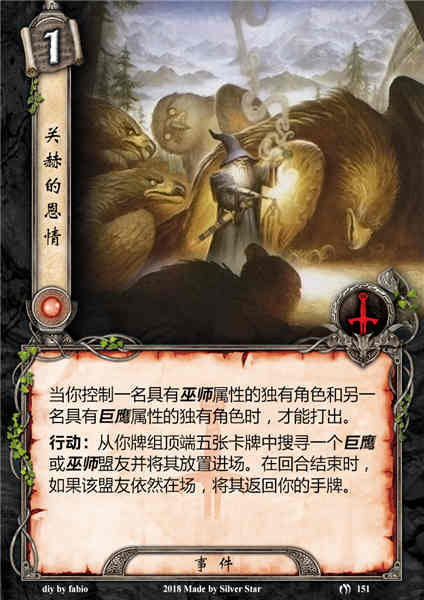 1
关赫的恩情
当你控制一名具有巫师属性的独有角色和另一
名具有巨鹰属性的独有角色时，才能打出。
行动：从你牌组顶端五张卡牌中搜寻一个巨鹰
或巫师盟友并将其放置进场。在回合结束时，
如果该盟友依然在场，将其返回你的手牌。
事件
diy by fabio
2018 Made by Silver Star
151